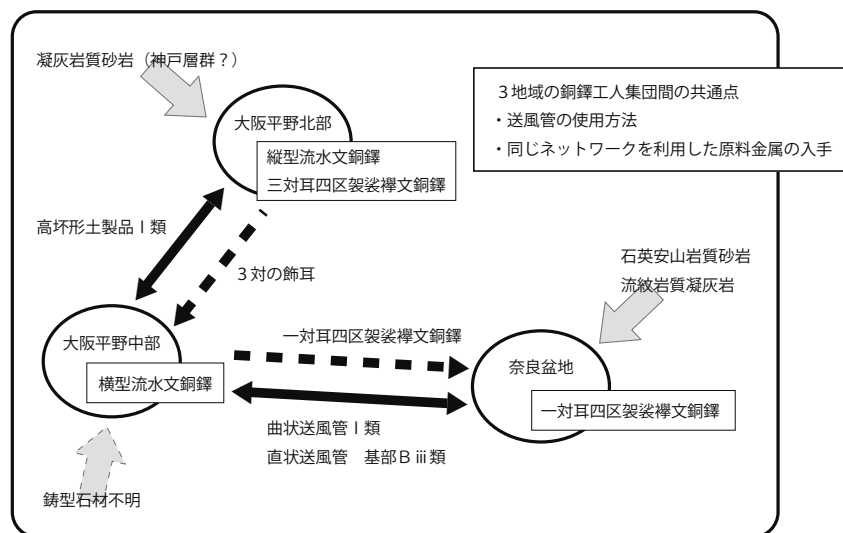 凝灰岩質砂岩（神戸層群？）
３地域の銅鐸工人集団間の共通点
・送風管の使用方法
・同じネットワークを利用した原料金属の入手
大阪平野北部
縦型流水文銅鐸
三対耳四区袈裟襷文銅鐸
高坏形土製品Ⅰ類
３対の飾耳
石英安山岩質砂岩
流紋岩質凝灰岩
大阪平野中部
横型流水文銅鐸
一対耳四区袈裟襷文銅鐸
奈良盆地
一対耳四区袈裟襷文銅鐸
曲状送風管Ⅰ類
直状送風管　基部Ｂⅲ類
鋳型石材不明